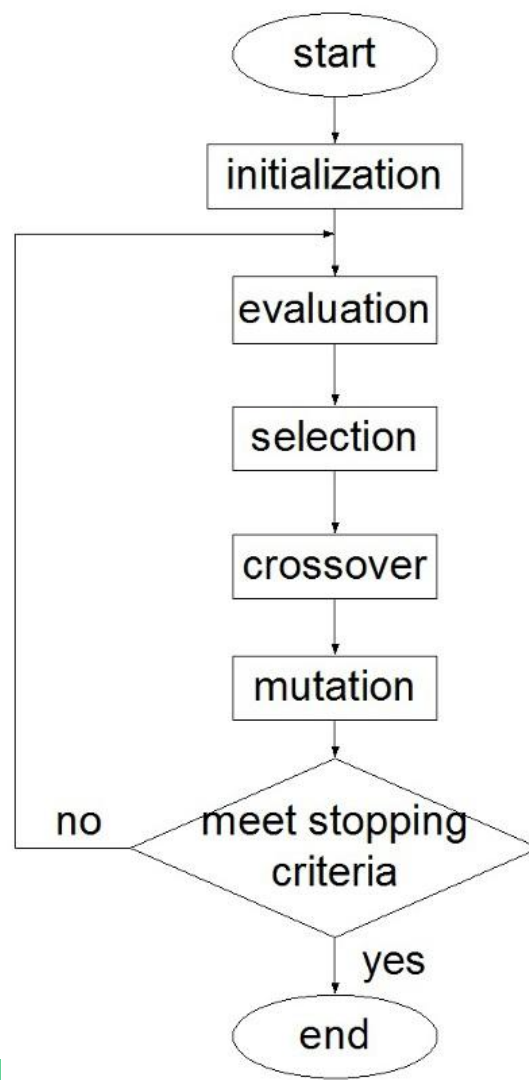 start
initialization
evaluation
selection
crossover
mutation
no
meet stopping
criteria
yes
end